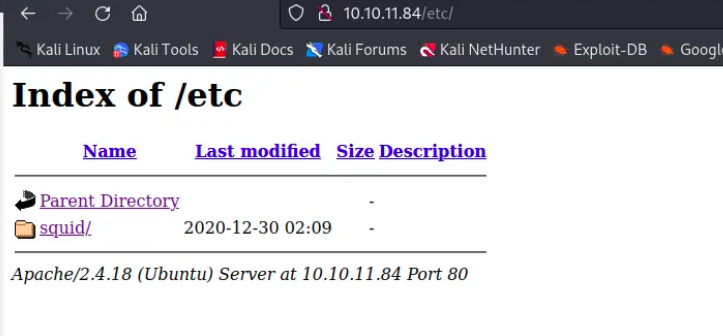 10.10.11.84/etc/
Kali Linux Kali Tools Kali Docs Kali Forums Kali NetHunter Exploit-DB Googl
Index of /etc
Name Last modified Size Description
Parent Directory -
squid/ 2020-12-30 02:09 -
Apache/2.4.18 (Ubuntu) Server at 10.10.11.84 Port 80